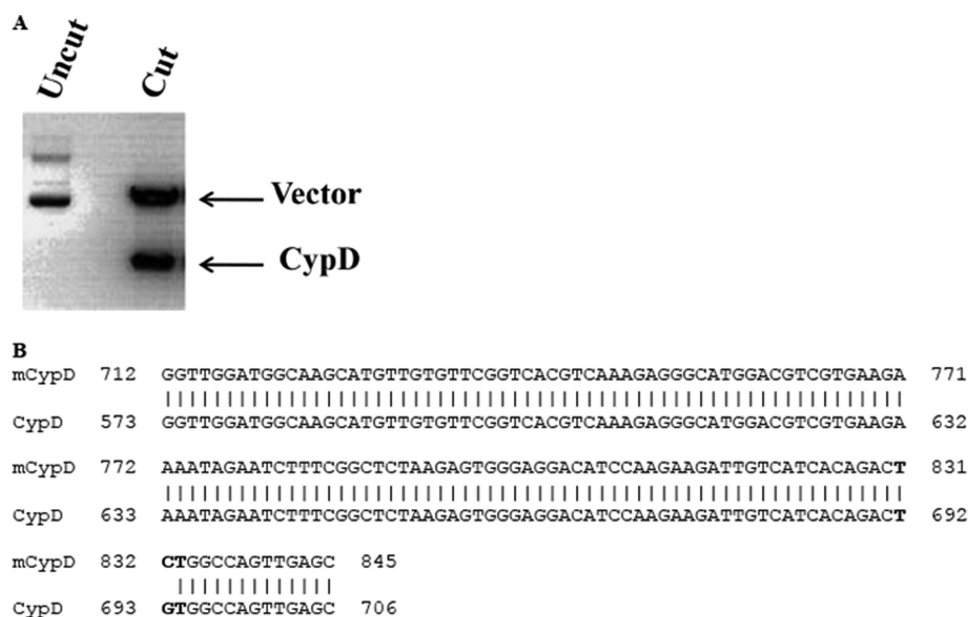 A
Uncut
Cut
Vector
CypD
B
mCypD 712 GGTTGGATGGCAAGCATGTTGTGTTCGGTCACGTCAAAGAGGGCATGGACGTCGTGAAGA 771
||||||||||||||||||||||||||||||||||||||||||||||||||||||||||||
CypD 573 GGTTGGATGGCAAGCATGTTGTGTTCGGTCACGTCAAAGAGGGCATGGACGTCGTGAAGA 632
mCypD 772 AAATAGAATCTTTCGGCTCTAAGAGTGGGAGGACATCCAAGAAGATTGTCATCACAGACT 831
||||||||||||||||||||||||||||||||||||||||||||||||||||||||||||
CypD 633 AAATAGAATCTTTCGGCTCTAAGAGTGGGAGGACATCCAAGAAGATTGTCATCACAGACT 692
mCypD 832 CTGGCCAGTTGAGC 845
|||||||||||||
CypD 693 GTGGCCAGTTGAGC 706